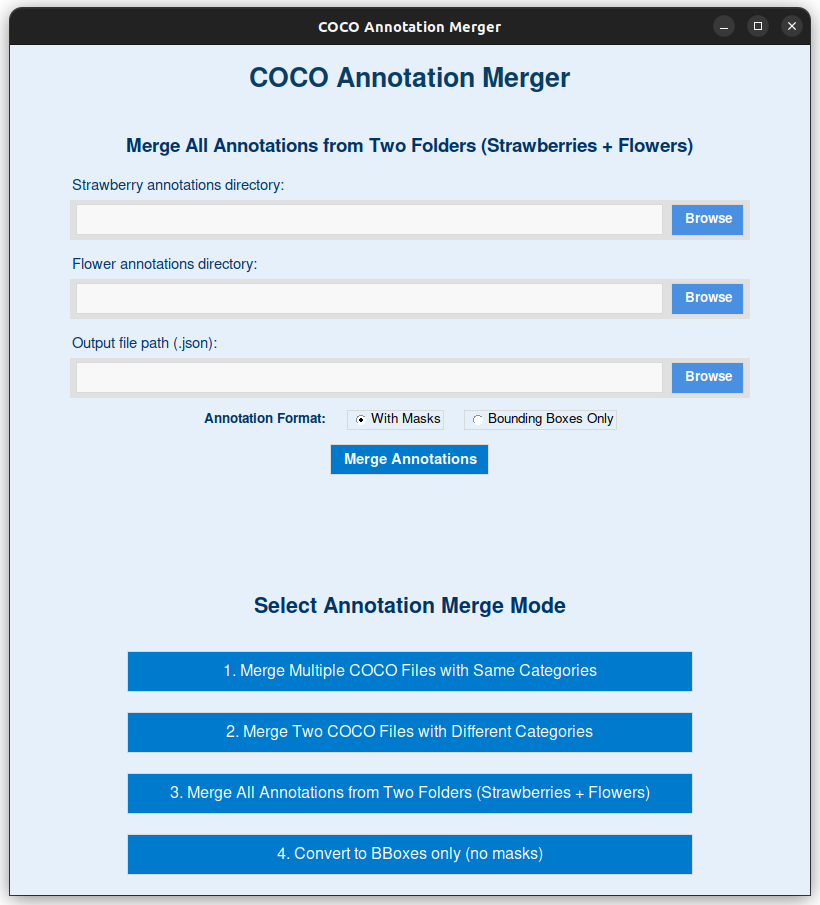 COCO Annotation Merger
COCO Annotation Merger
Merge All Annotations from Two Folders (Strawberries + Flowers)
Strawberry annotations directory:
Browse
Flower annotations directory:
Browse
Output file path (.json):
Browse
Annotation Format: With Masks Bounding Boxes Only
Merge Annotations
Select Annotation Merge Mode
1. Merge Multiple COCO Files with Same Categories
2. Merge Two COCO Files with Different Categories
3. Merge All Annotations from Two Folders (Strawberries + Flowers)
4. Convert to BBoxes only (no masks)